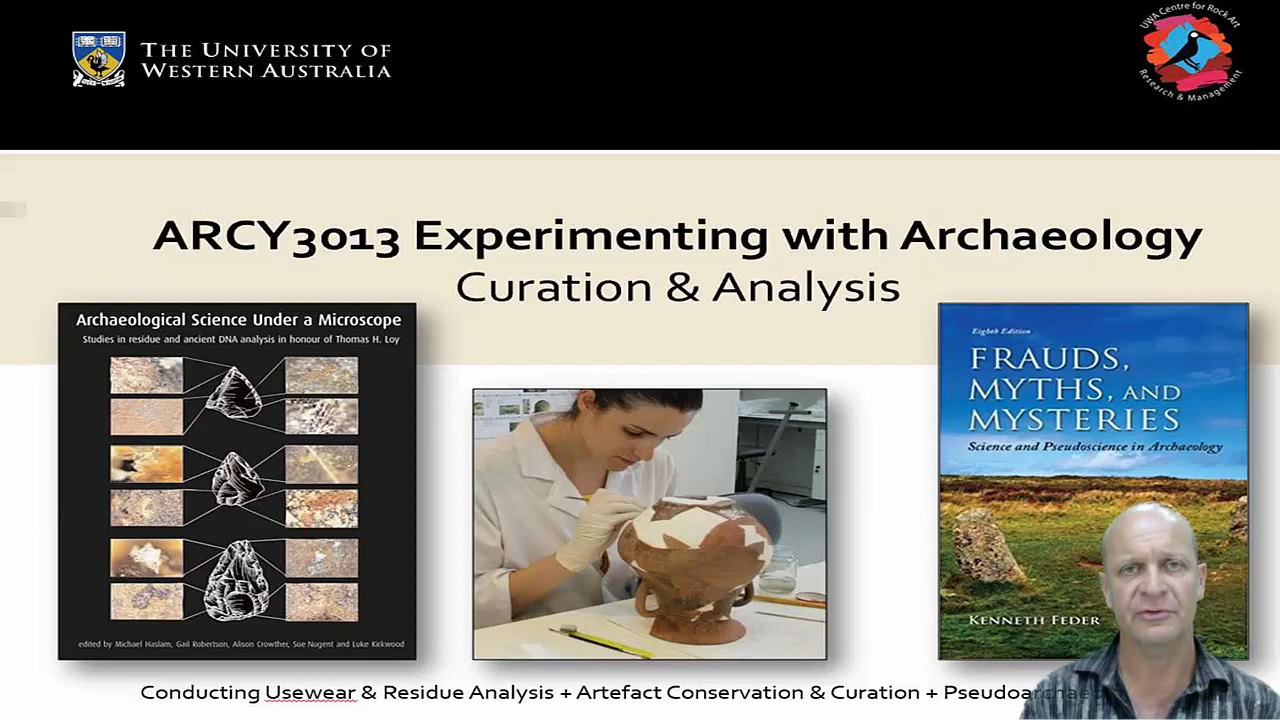 THE UNIVERSITY OF
WESTERN AUSTRALIA
UWA Centre for Rock Art
Research & Management
ARCY3013 Experimenting with Archaeology
Curation & Analysis
Archaeological Science Under a Microscope
Studies in residue and ancient DNA analysis in honour of Thomas H. Loy
edited by Michael Haslam, Gail Robertson, Alison Crowther, Sue Nugent and Luke Kirkwood
Eighth Edition
FRAUDS,
MYTHS, AND
MYSTERIES
Science and Pseudoscience in Archaeology
KENNETH FEDER
Conducting Usewear & Residue Analysis + Artefact Conservation & Curation +